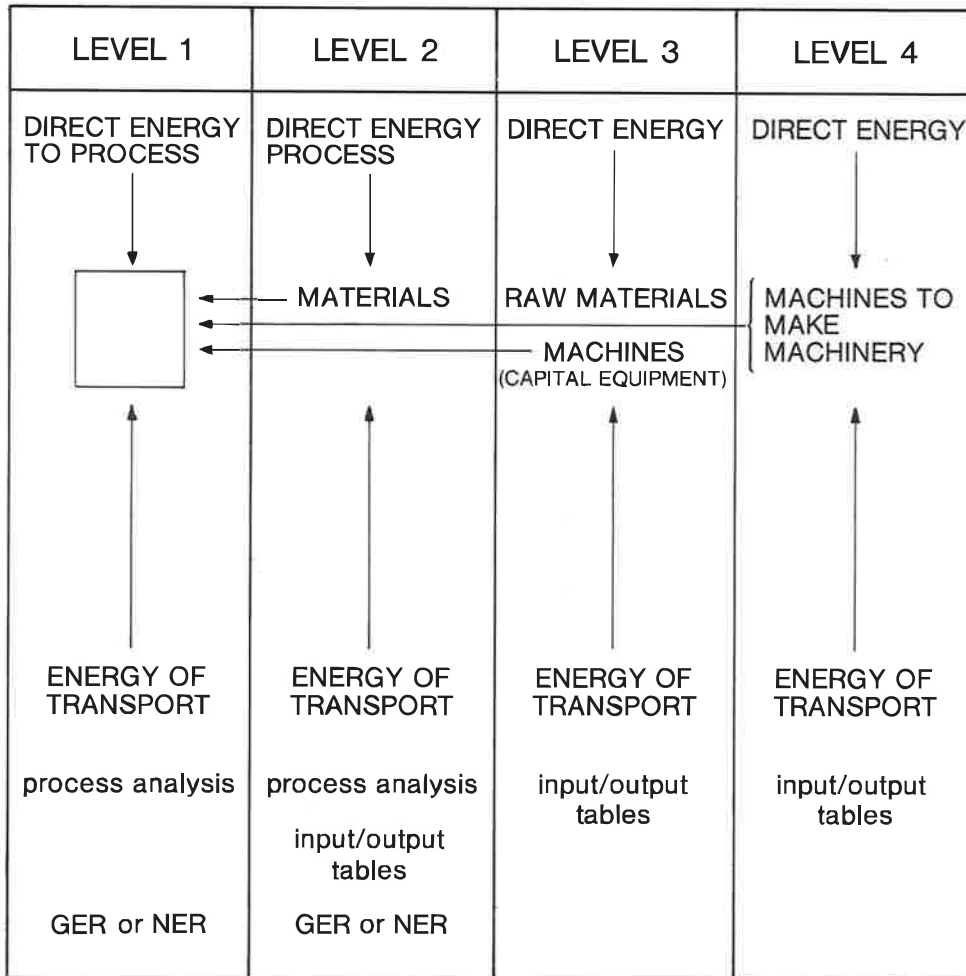 LEVEL 1
LEVEL 2
LEVEL 3
LEVEL 4
DIRECT ENERGY
TO PROCESS
DIRECT ENERGY
PROCESS
DIRECT ENERGY
DIRECT ENERGY
MATERIALS
RAW MATERIALS
MACHINES
(CAPITAL EQUIPMENT)
MACHINES TO
MAKE
MACHINERY
ENERGY OF
TRANSPORT
ENERGY OF
TRANSPORT
ENERGY OF
TRANSPORT
ENERGY OF
TRANSPORT
process analysis
process analysis
input/output
tables
input/output
tables
input/output
tables
GER or NER
GER or NER